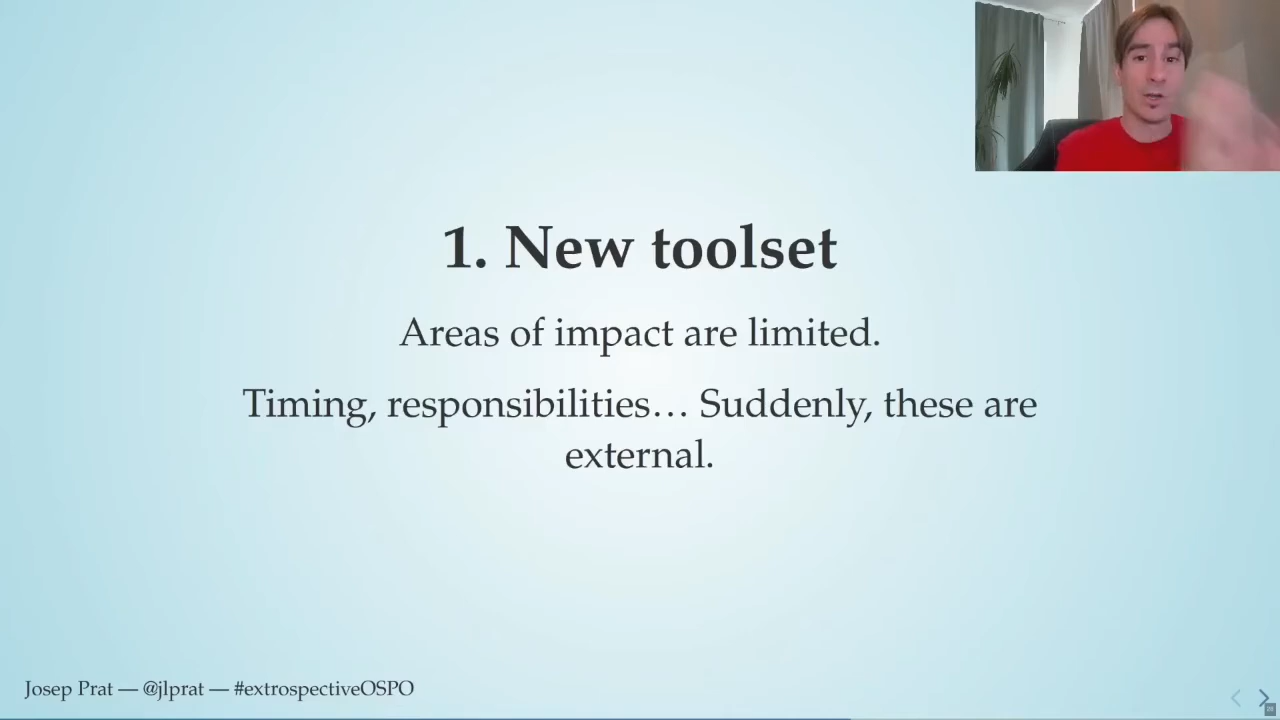 1. New toolset
Areas of impact are limited.
Timing, responsibilities… Suddenly, these are
external.
Josep Prat — @jlprat — #extrospectiveOSPO